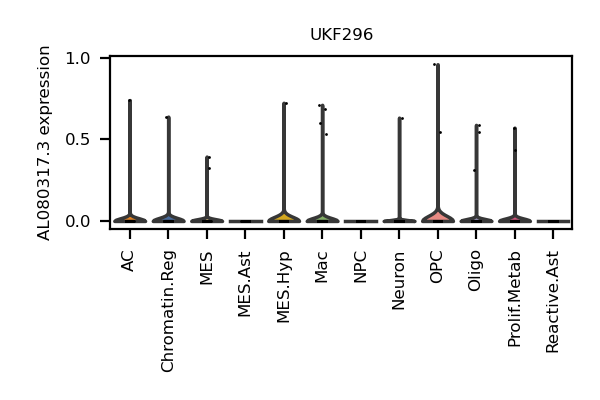 UKF296
AL080317.3 expression
1.0
0.5
0.0
AC
Chromatin.Reg
MES
MES.Ast
MES.Hyp
Mac
NPC
Neuron
OPC
Oligo
Prolif.Metab
Reactive.Ast